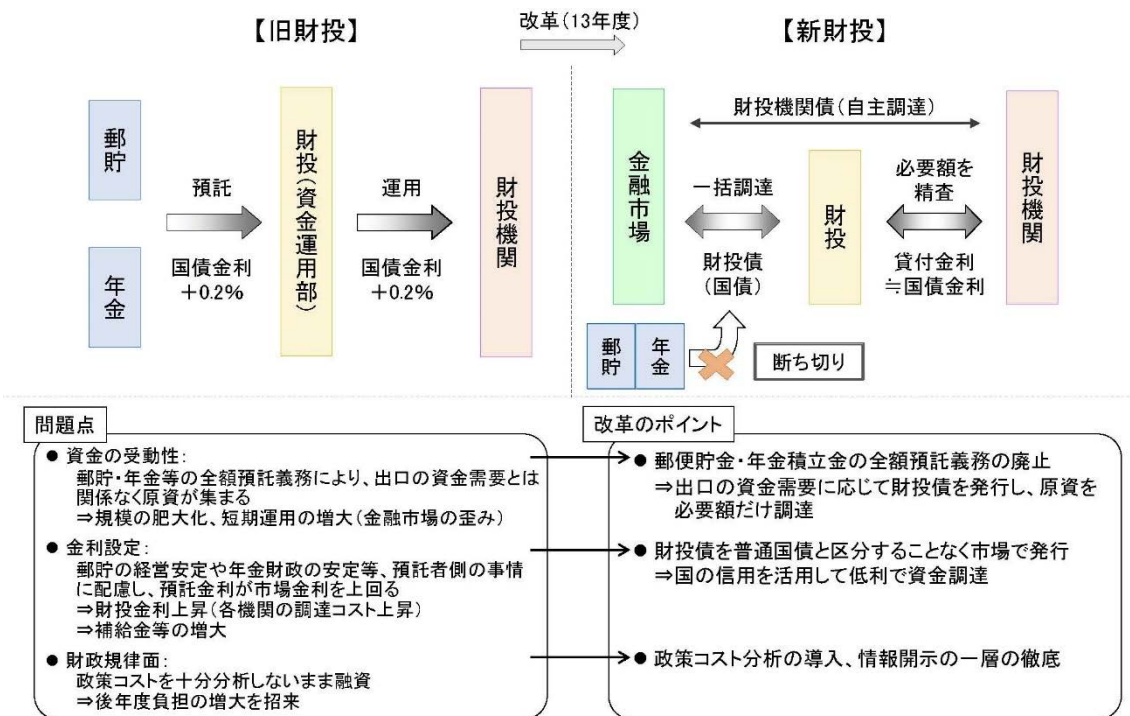 【旧財投】
改革(13年度)
【新財投】
郵貯
年金
預託
国債金利
+0.2%
財投(資金運用部)
運用
国債金利
+0.2%
財投機関
財投機関債(自主調達)
金融市場
一括調達
財投債
(国債)
財投
必要額を
精査
貸付金利
≒国債金利
財投機関
郵貯
年金
断ち切り
問題点
● 資金の受動性:
郵貯・年金等の全額預託義務により、出口の資金需要とは
関係なく原資が集まる
⇒規模の肥大化、短期運用の増大(金融市場の歪み)
● 金利設定:
郵貯の経営安定や年金財政の安定等、預託者側の事情
に配慮し、預託金利が市場金利を上回る
⇒財投金利上昇(各機関の調達コスト上昇)
⇒補給金等の増大
● 財政規律面:
政策コストを十分分析しないまま融資
⇒後年度負担の増大を招来
改革のポイント
● 郵便貯金・年金積立金の全額預託義務の廃止
⇒出口の資金需要に応じて財投債を発行し、原資を
必要額だけ調達
● 財投債を普通国債と区分することなく市場で発行
⇒国の信用を活用して低利で資金調達
● 政策コスト分析の導入、情報開示の一層の徹底